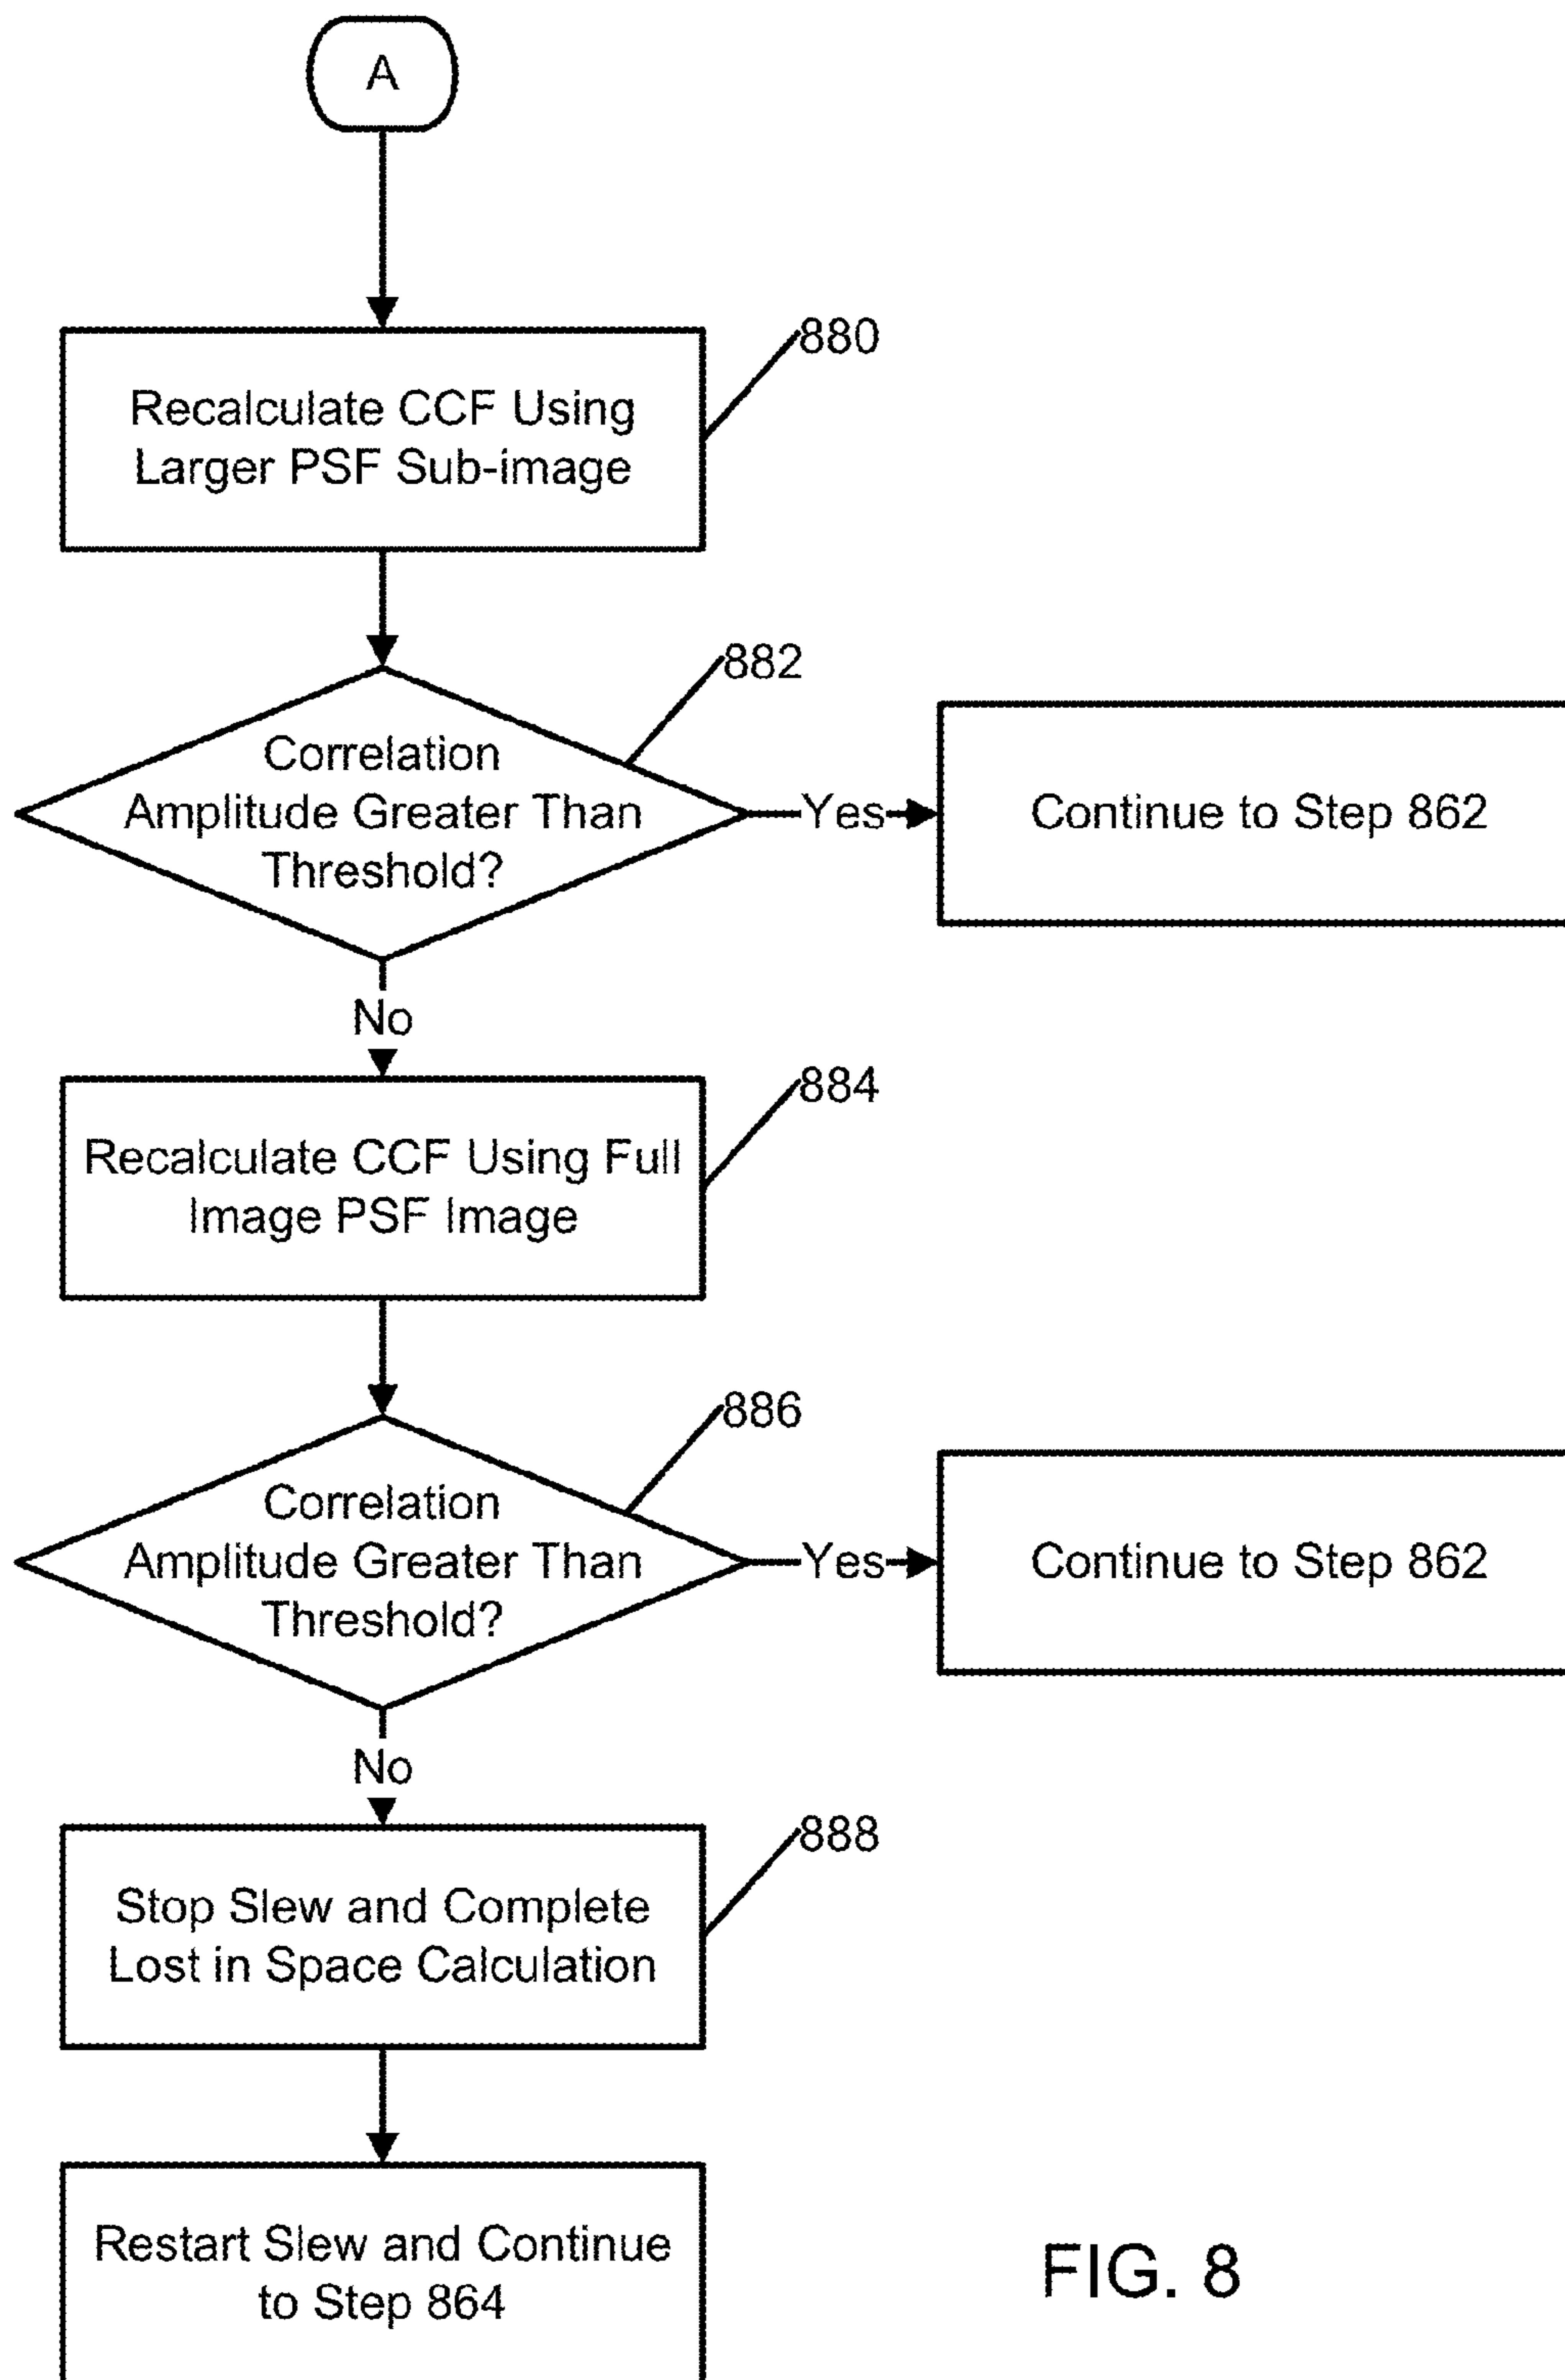 A
880
Recalculate CCF Using
Larger PSF Sub-image
882
Correlation
Amplitude Greater Than
Threshold?
Yes
Continue to Step 862
No
884
Recalculate CCF Using Full
Image PSF Image
886
Correlation
Amplitude Greater Than
Threshold?
Yes
Continue to Step 862
No
888
Stop Slew and Complete
Lost in Space Calculation
Restart Slew and Continue
to Step 864
FIG. 8